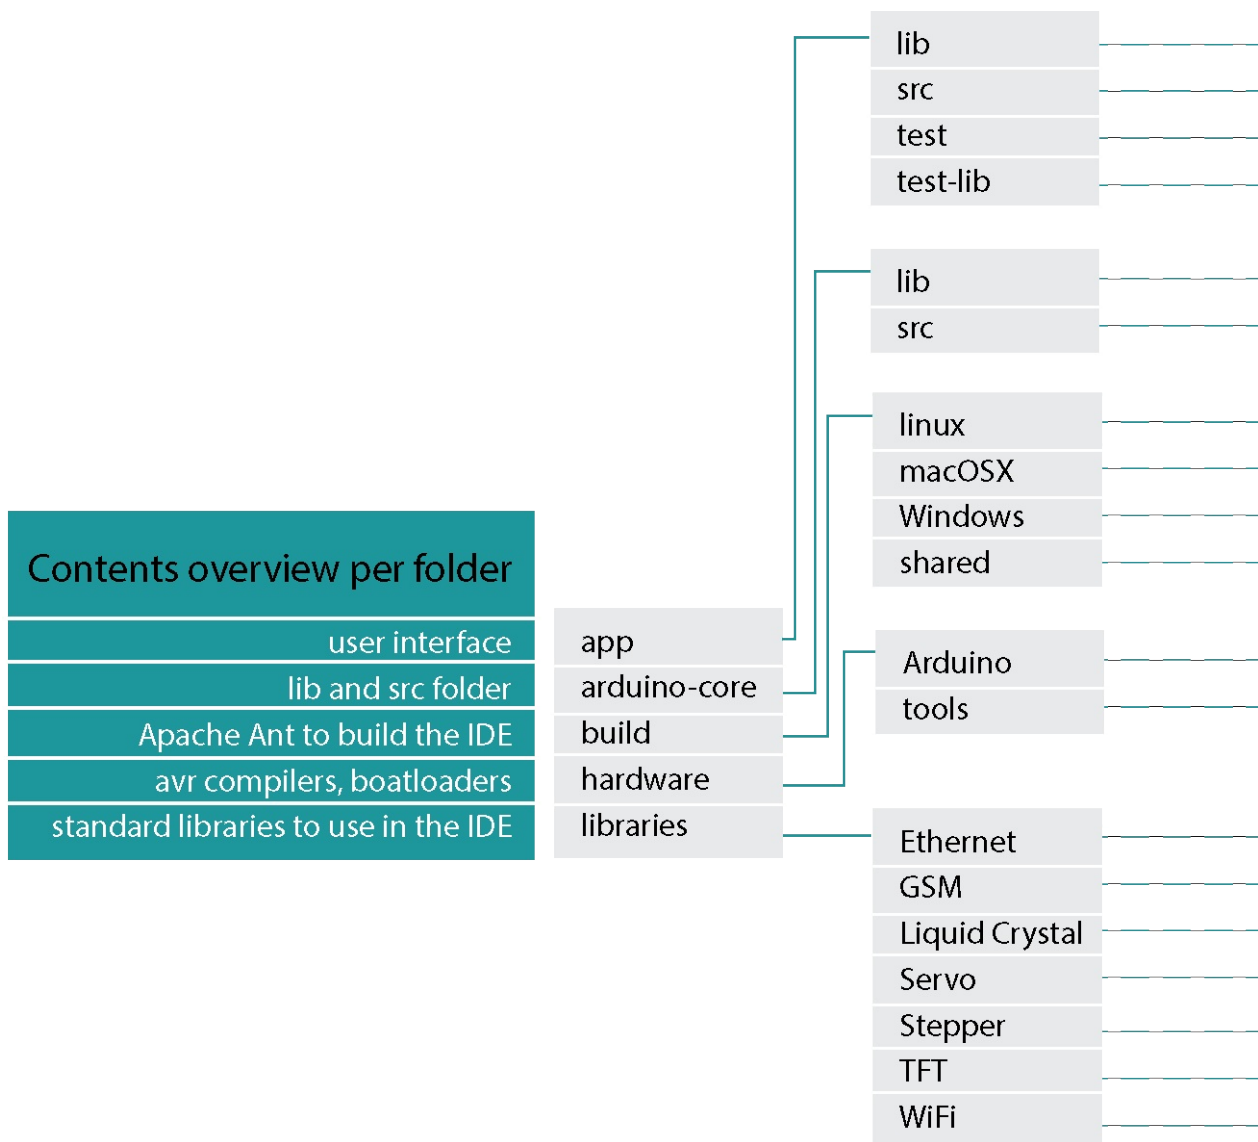 Contents overview per folder
user interface
lib and src folder
Apache Ant to build the IDE
avr compilers, boatloaders
standard libraries to use in the IDE
app
arduino-core
build
hardware
libraries
lib
src
test
test-lib
lib
src
linux
macOSX
Windows
shared
Arduino
tools
Ethernet
GSM
Liquid Crystal
Servo
Stepper
TFT
WiFi